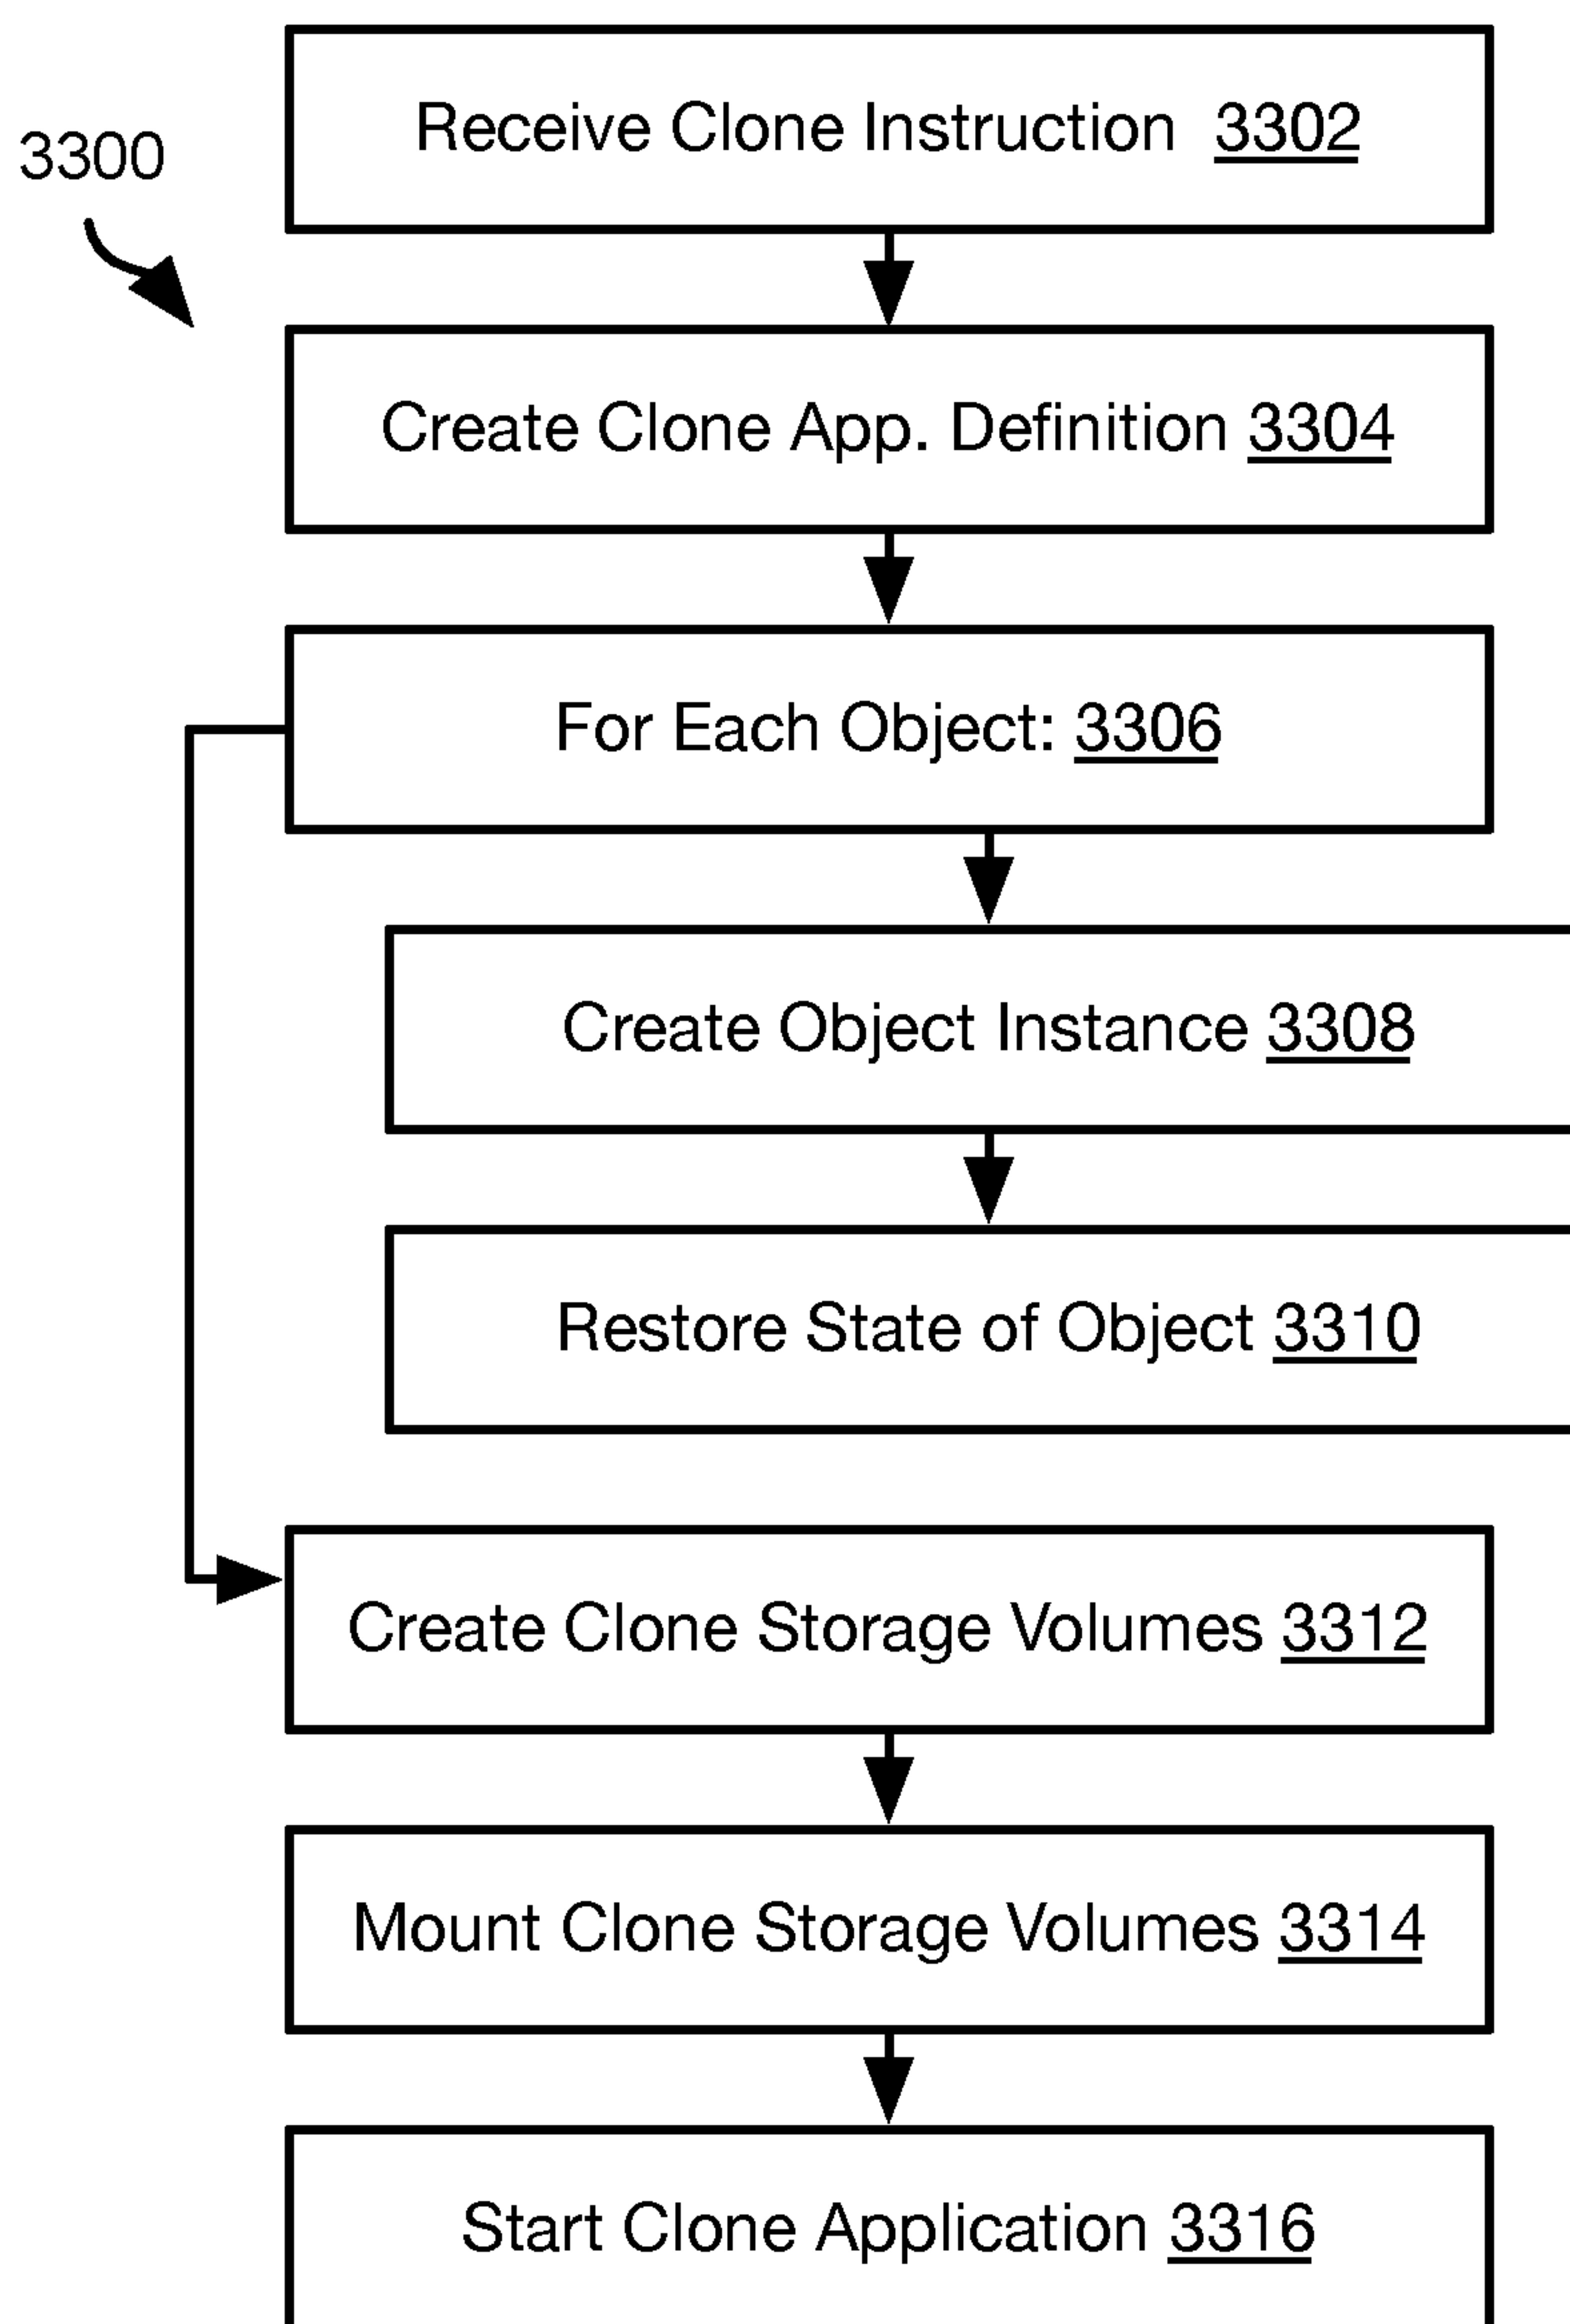 Receive Clone Instruction 3302
3300
Create Clone App. Definition 3304
For Each Object: 3306
Create Object Instance 3308
Restore State of Object 3310
Create Clone Storage Volumes 3312
Mount Clone Storage Volumes 3314
Start Clone Application 3316